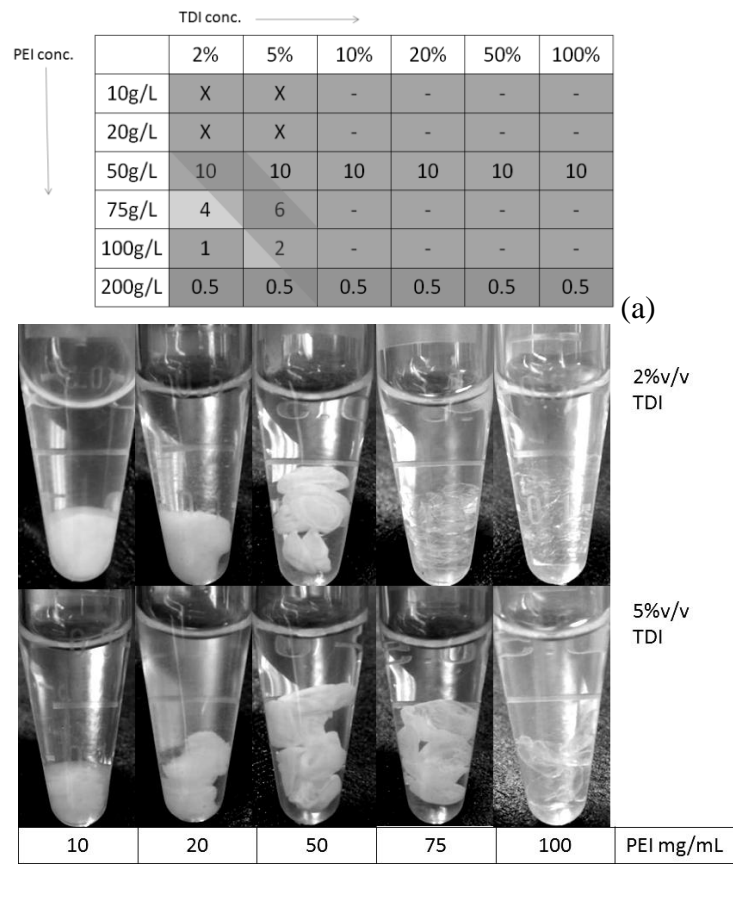 TDI conc.
PEI conc.
2% 5% 10% 20% 50% 100%
10g/L X X - - - -
20g/L X X - - - -
50g/L 10 10 10 10 10 10
75g/L 4 6 - - - -
100g/L 1 2 - - - -
200g/L 0.5 0.5 0.5 0.5 0.5 0.5
(a)
2%v/v
TDI
5%v/v
TDI
10 20 50 75 100 PEI mg/mL